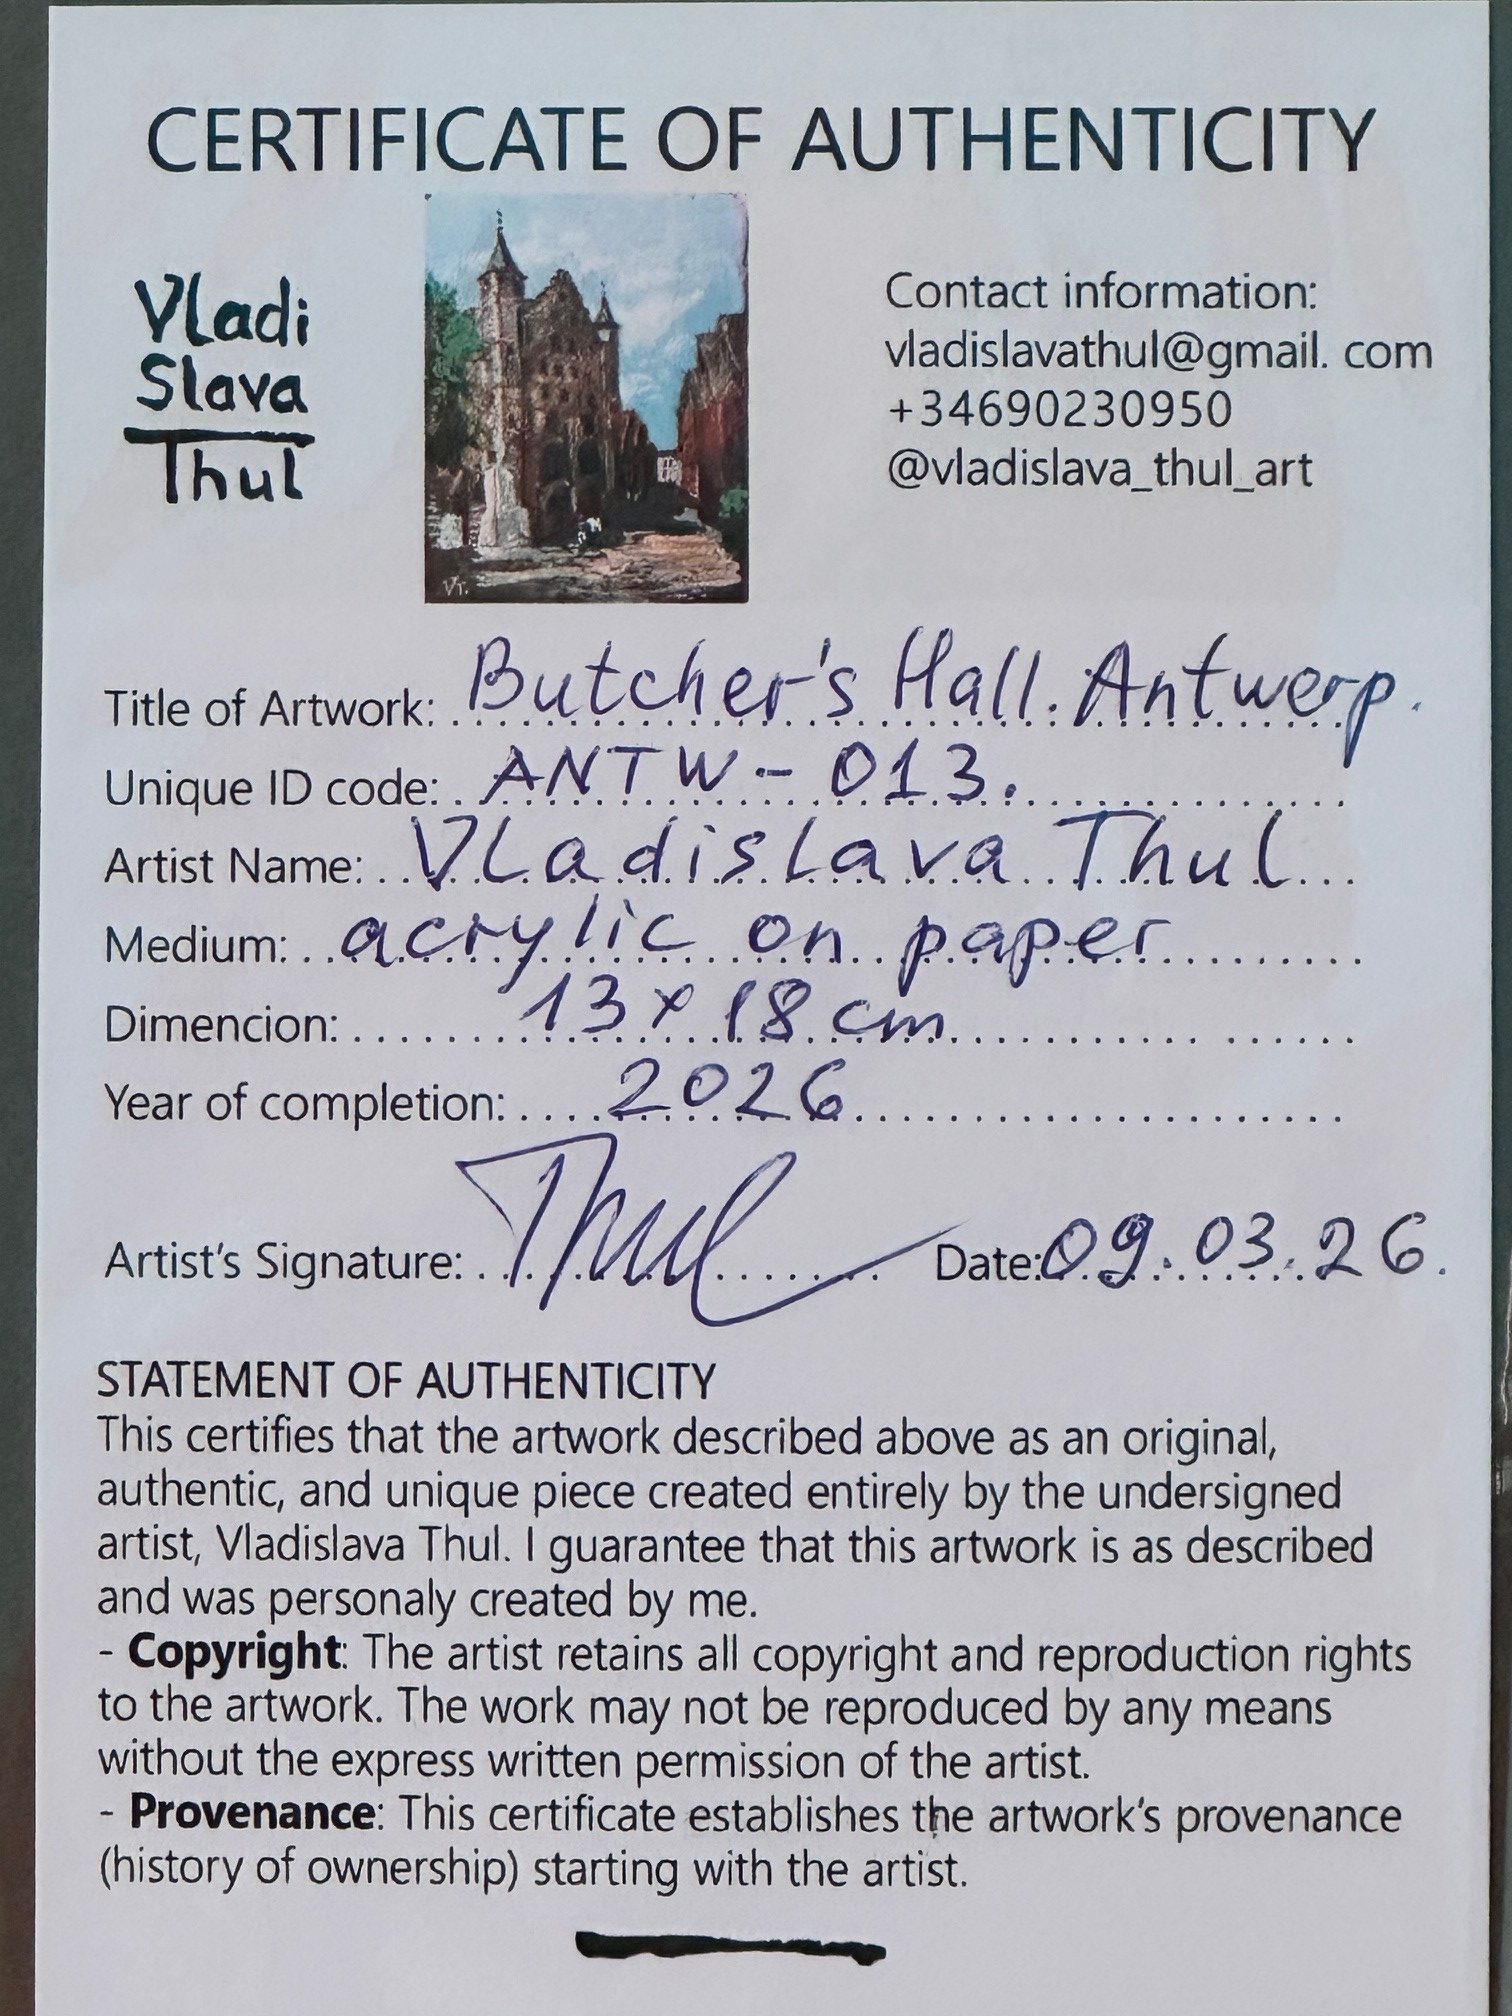 CERTIFICATE OF AUTHENTICITY
Vladi
Slava
Thul
VT.
Contact information:
vladislavathul@gmail. com
+34690230950
@vladislava_thul_art
Title of Artwork: Butcher's Hall. Antwerp.
Unique ID code: ANTW-013.
Artist Name: Vladislava Thul
Medium: acrylic on paper
Dimencion: 13x18 cm
Year of completion: 2026
Artist's Signature: Thul Date: 09.03.26.
STATEMENT OF AUTHENTICITY
This certifies that the artwork described above as an original,
authentic, and unique piece created entirely by the undersigned
artist, Vladislava Thul. I guarantee that this artwork is as described
and was personaly created by me.
- Copyright: The artist retains all copyright and reproduction rights
to the artwork. The work may not be reproduced by any means
without the express written permission of the artist.
- Provenance: This certificate establishes the artwork's provenance
(history of ownership) starting with the artist.